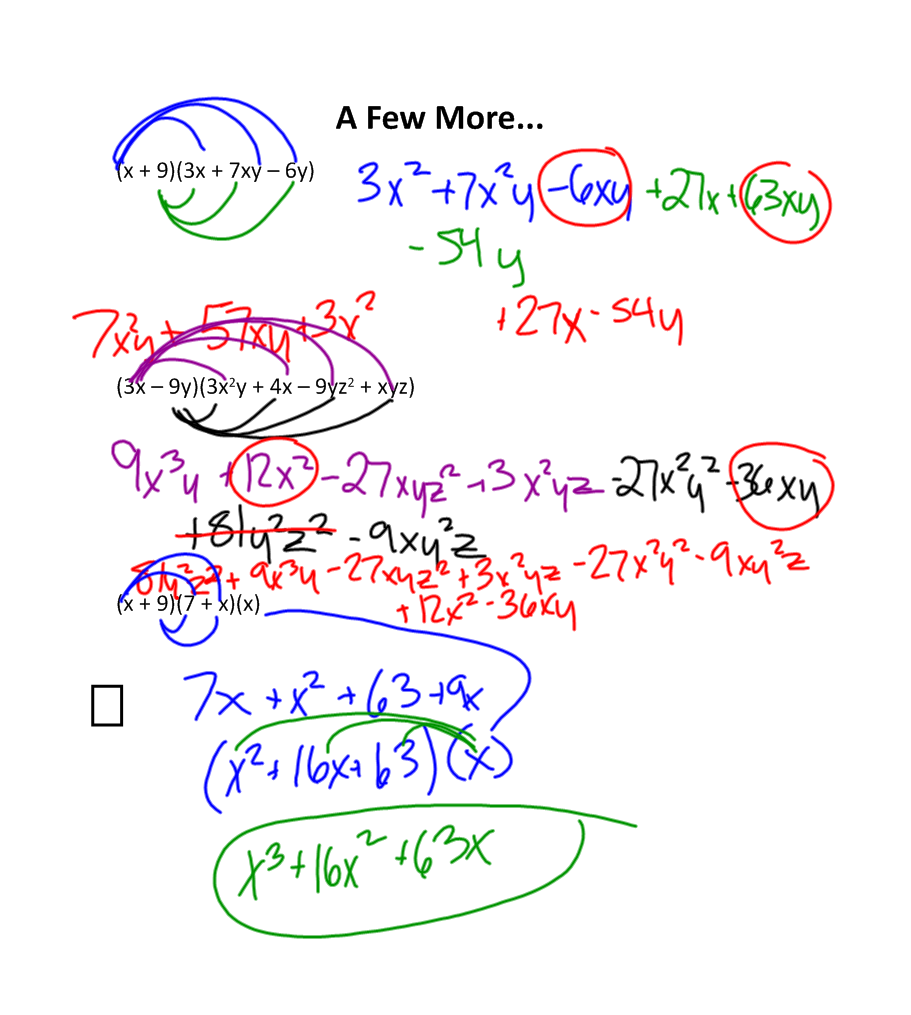 A Few More...
(x + 9)(3x + 7xy – 6y)
3x² + 7x²y - 6xy + 27x + 63xy
- 54y
7x²y + 57xy + 3x² + 27x - 54y
(3x – 9y)(3x²y + 4x – 9yz² + xyz)
9x³y + 12x² - 27xyz² + 3x²yz - 27x²y² - 36xy
+ 81y²z² - 9xy²z
81y²z² + 9x³y - 27xyz² + 3x²yz - 27x²y² - 9xy²z
+ 12x² - 36xy
(x + 9)(7 + x)(x)
7x + x² + 63 + 9x
(x² + 16x + 63)(x)
x³ + 16x² + 63x